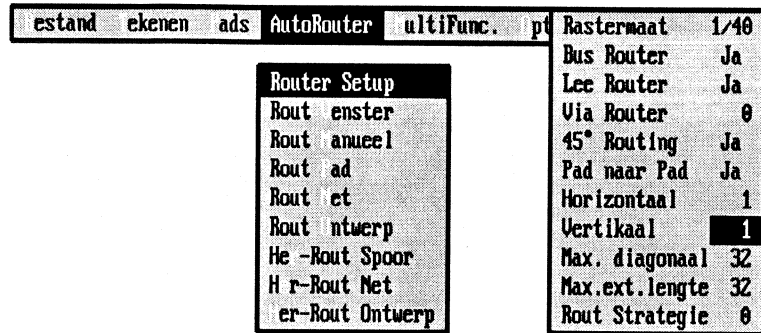 estand ekenen ads AutoRouter ultiFunc. pt
Router Setup
Rout enster
Rout anueel
Rout ad
Rout et
Rout ntwerp
He -Rout Spoor
H r-Rout Net
er-Rout Ontwerp
Rastermaat 1/40
Bus Router Ja
Lee Router Ja
Via Router 0
45° Routing Ja
Pad naar Pad Ja
Horizontaal 1
Vertikaal 1
Max. diagonaal 32
Max.ext.lengte 32
Rout Strategie 0